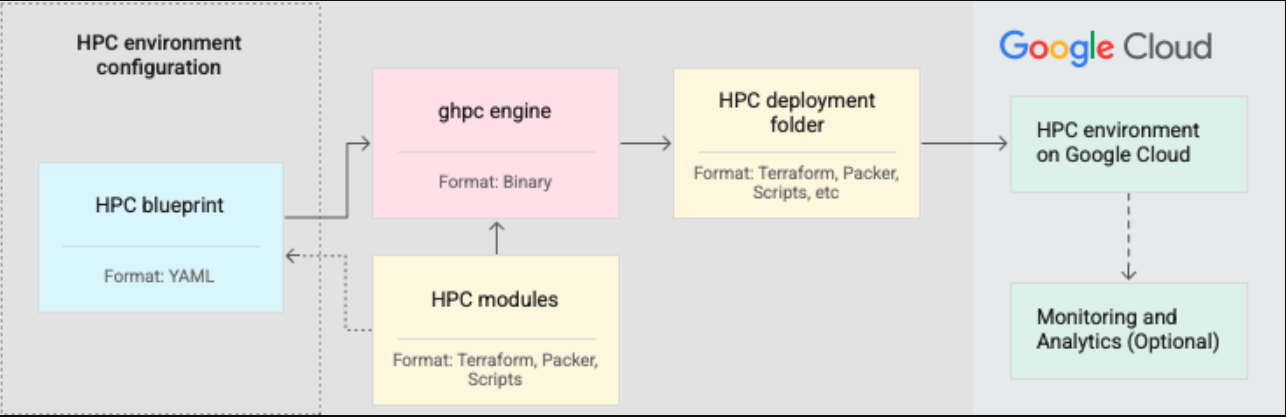 HPC environment
configuration
HPC blueprint
Format: YAML
ghpc engine
Format: Binary
HPC modules
Format: Terraform, Packer,
Scripts
HPC deployment
folder
Format: Terraform, Packer,
Scripts, etc
Google Cloud
HPC environment
on Google Cloud
Monitoring and
Analytics (Optional)